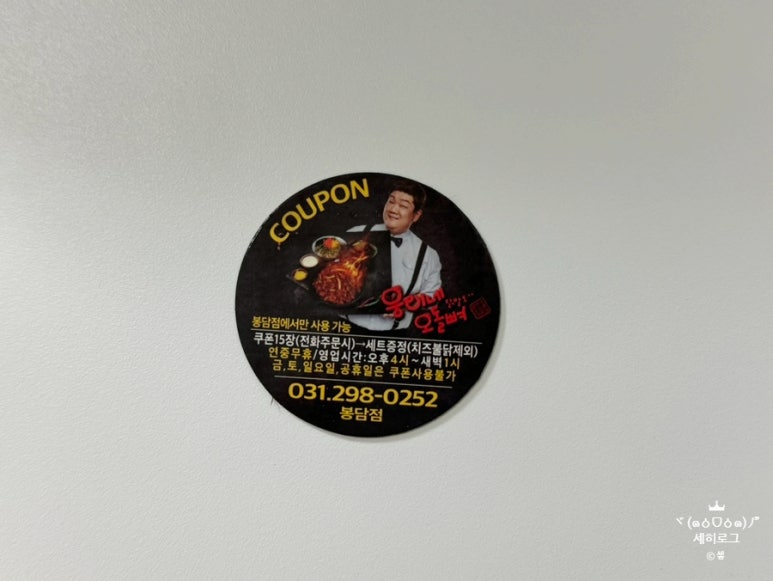 COUPON
웅이네
오돌뼈
봉담점에서만 사용 가능
쿠폰15장(전화주문시)→세트증정(치즈불닭제외)
연중무휴/영업시간:오후4시~새벽1시
금,토,일요일,공휴일은 쿠폰사용불가
031.298-0252
봉담점
세히로그